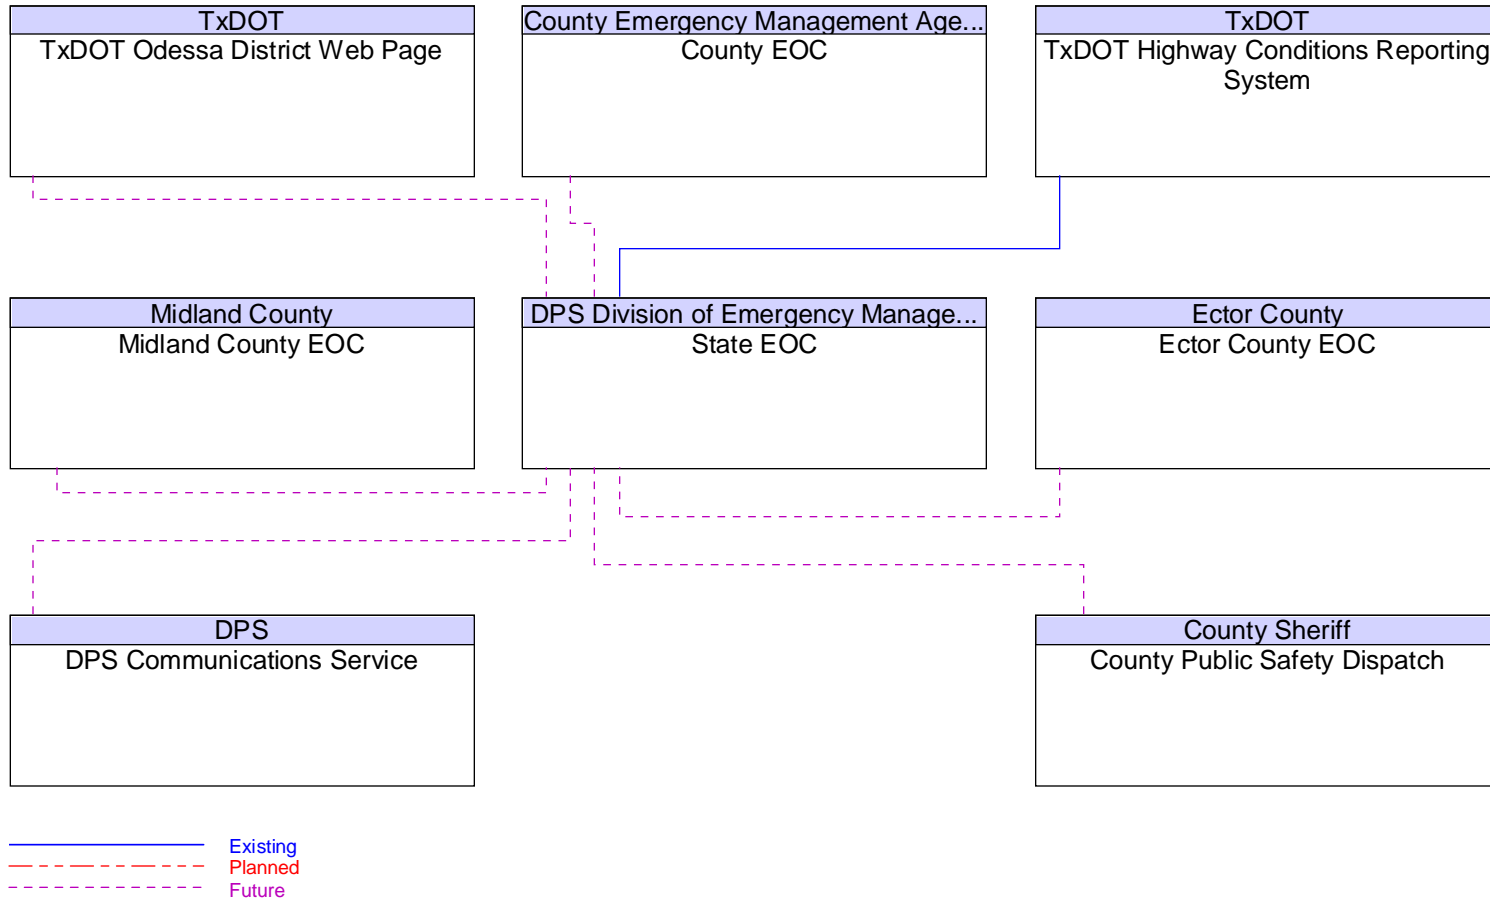 TxDOT
TxDOT Odessa District Web Page
County Emergency Management Age...
County EOC
TxDOT
TxDOT Highway Conditions Reporting
System
Midland County
Midland County EOC
DPS Division of Emergency Manage...
State EOC
Ector County
Ector County EOC
DPS
DPS Communications Service
County Sheriff
County Public Safety Dispatch
Existing
Planned
Future